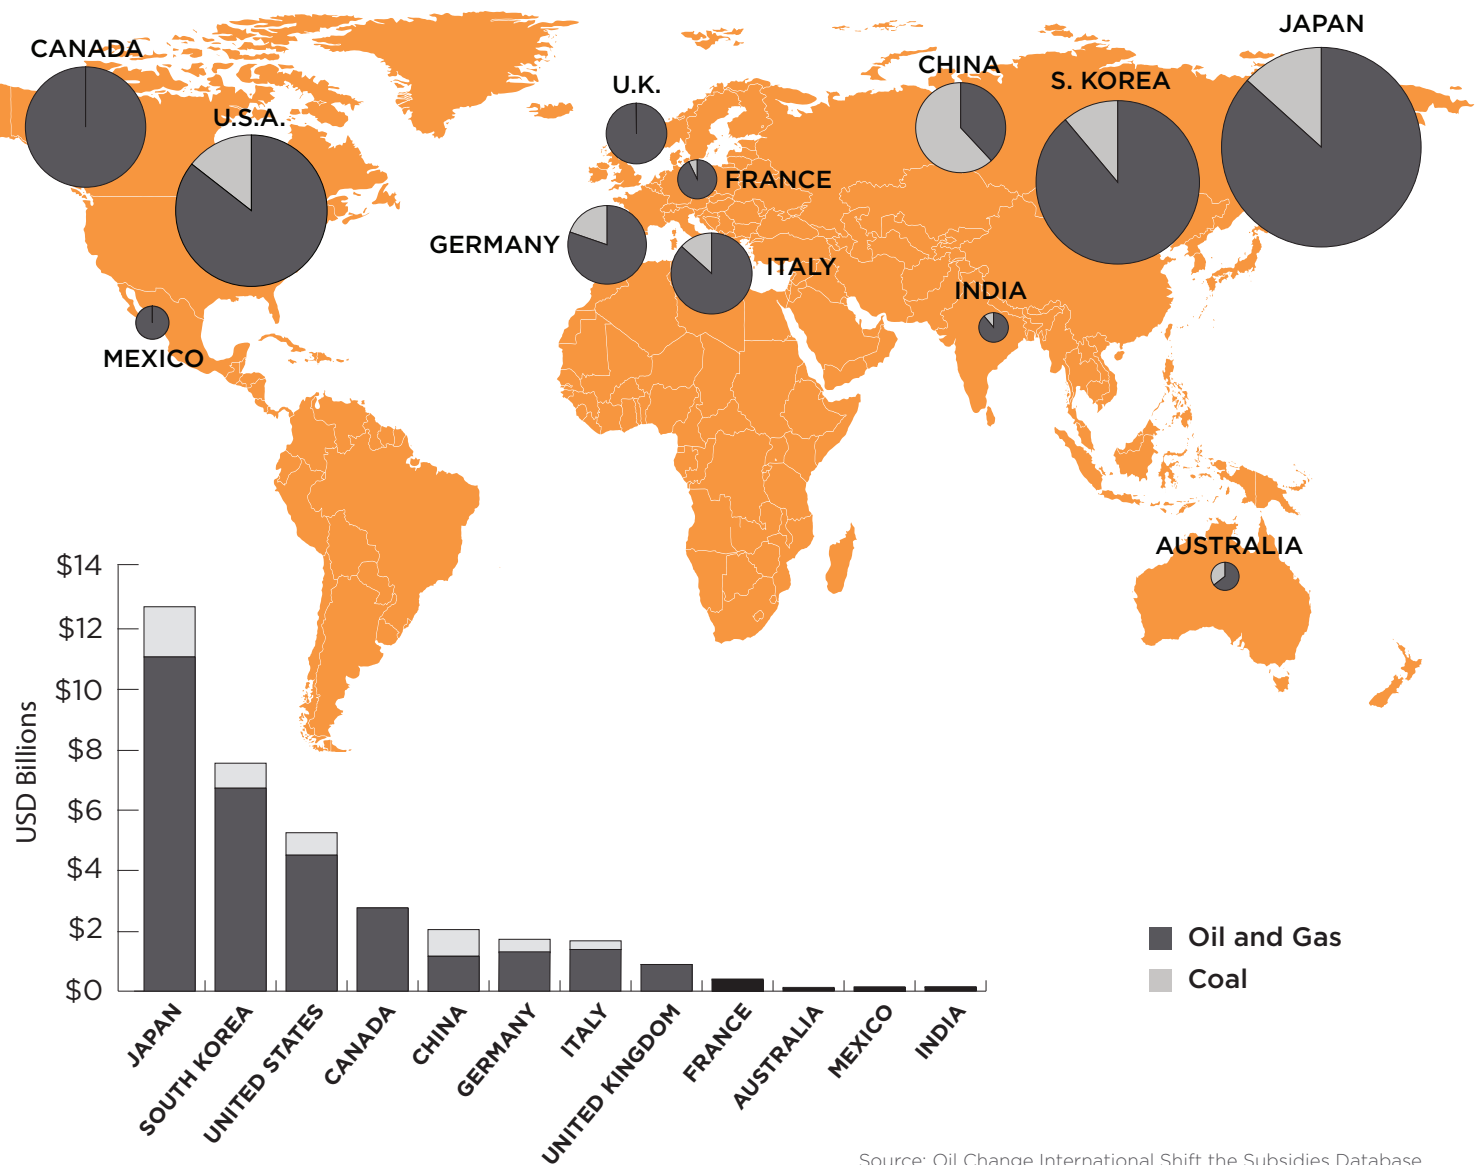 JAPAN
CANADA
CHINA
S. KOREA
U.K.
U.S.A.
FRANCE
GERMANY
ITALY
INDIA
MEXICO
AUSTRALIA
$14
$12
$10
$8
$6
$4
$2
$0
USD Billions
JAPAN
SOUTH KOREA
UNITED STATES
CANADA
CHINA
GERMANY
ITALY
UNITED KINGDOM
FRANCE
AUSTRALIA
MEXICO
INDIA
Oil and Gas
Coal
Source: Oil Change International Shift the Subsidies Database